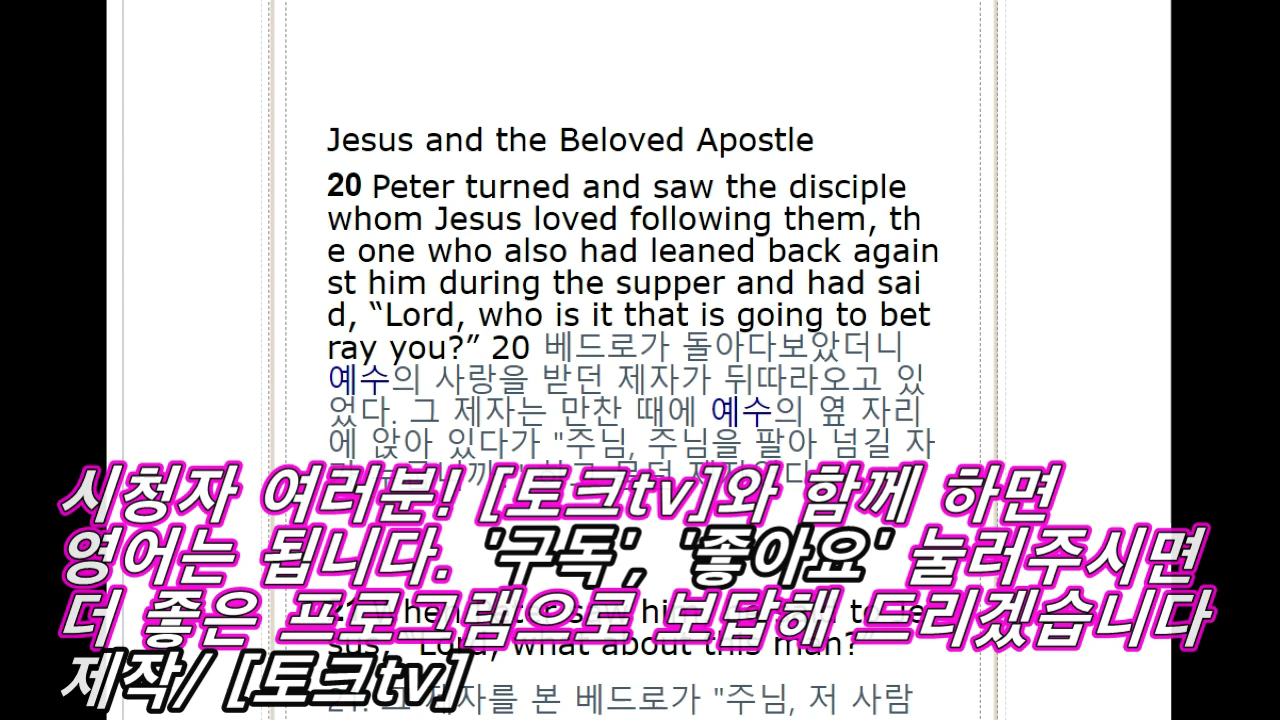 Jesus and the Beloved Apostle
20 Peter turned and saw the disciple
whom Jesus loved following them, th
e one who also had leaned back again
st him during the supper and had sai
d, “Lord, who is it that is going to bet
ray you?” 20 베드로가 돌아다보았더니
예수의 사랑을 받던 제자가 뒤따라오고 있
었다. 그 제자는 만찬 때에 예수의 옆 자리
에 앉아 있다가 "주님, 주님을 팔아 넘길 자
시청자 여러분! [토크tv]와 함께 하면
영어는 됩니다. '구독', '좋아요' 눌러주시면
더 좋은 프로그램으로 보답해 드리겠습니다
sus, “Lord, what about this man?”
제작/ [토크tv]
제자를 본 베드로가 "주님, 저 사람